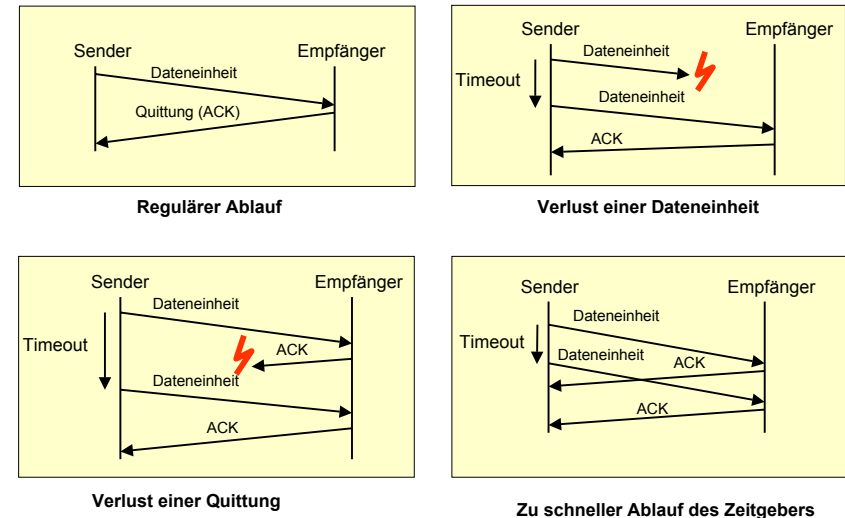 Sender Empfänger
Dateneinheit
Quittung (ACK)
Regulärer Ablauf
Sender Empfänger
Dateneinheit
Timeout
Dateneinheit
ACK
Verlust einer Dateneinheit
Sender Empfänger
Dateneinheit
Timeout
ACK
Dateneinheit
ACK
Verlust einer Quittung
Sender Empfänger
Dateneinheit
Timeout
Dateneinheit
ACK
ACK
Zu schneller Ablauf des Zeitgebers